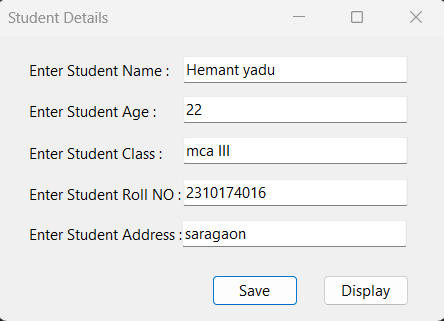 Student Details
Enter Student Name : Hemant yadu
Enter Student Age : 22
Enter Student Class : mca III
Enter Student Roll NO : 2310174016
Enter Student Address : saragaon
Save Display